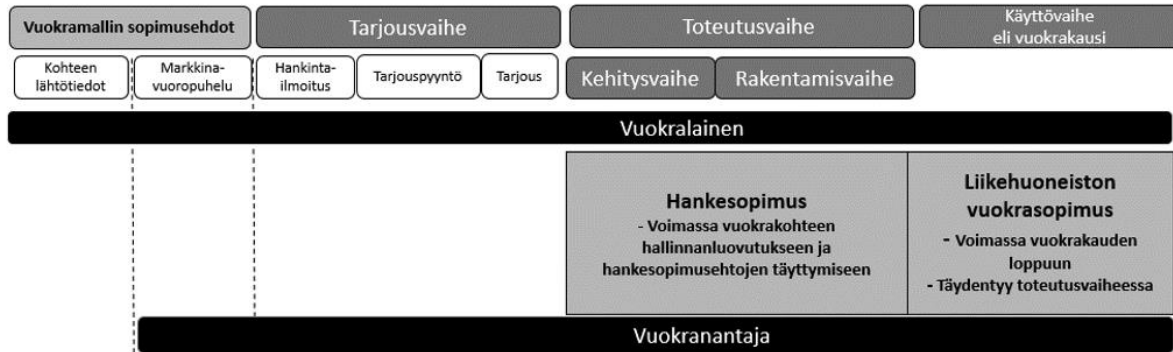 Vuokramallin sopimusehdot
Tarjousvaihe
Toteutusvaihe
Käyttövaihe
eli vuokrakausi
Kohteen
lähtötiedot
Markkina-
vuoropuhelu
Hankinta-
ilmoitus
Tarjouspyyntö
Tarjous
Kehitysvaihe
Rakentamisvaihe
Vuokralainen
Hankesopimus
- Voimassa vuokrakohteen
hallinnanluovutukseen ja
hankesopimusehtojen täyttymiseen
Liikehuoneiston
vuokrasopimus
- Voimassa vuokrakauden
loppuun
- Täydentyy toteutusvaiheessa
Vuokranantaja